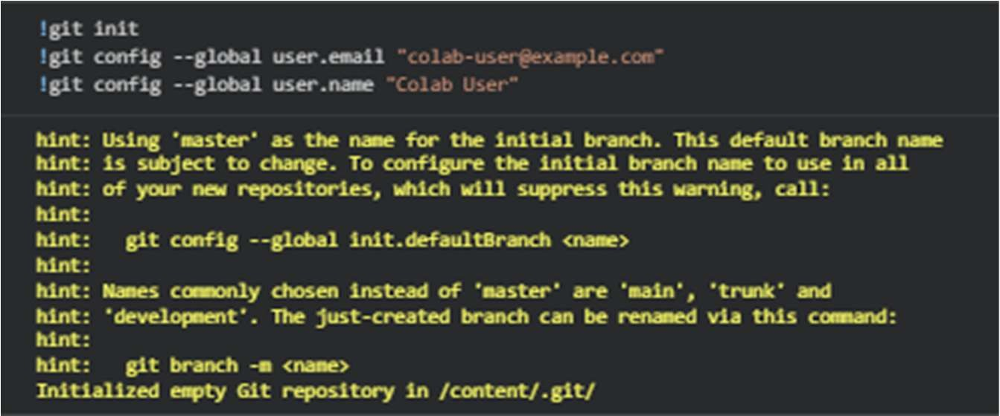 !git init
!git config --global user.email "colab-user@example.com"
!git config --global user.name "Colab User"
hint: Using 'master' as the name for the initial branch. This default branch name
hint: is subject to change. To configure the initial branch name to use in all
hint: of your new repositories, which will suppress this warning, call:
hint:
hint:   git config --global init.defaultBranch <name>
hint:
hint: Names commonly chosen instead of 'master' are 'main', 'trunk' and
hint: 'development'. The just-created branch can be renamed via this command:
hint:
hint:   git branch -m <name>
Initialized empty Git repository in /content/.git/